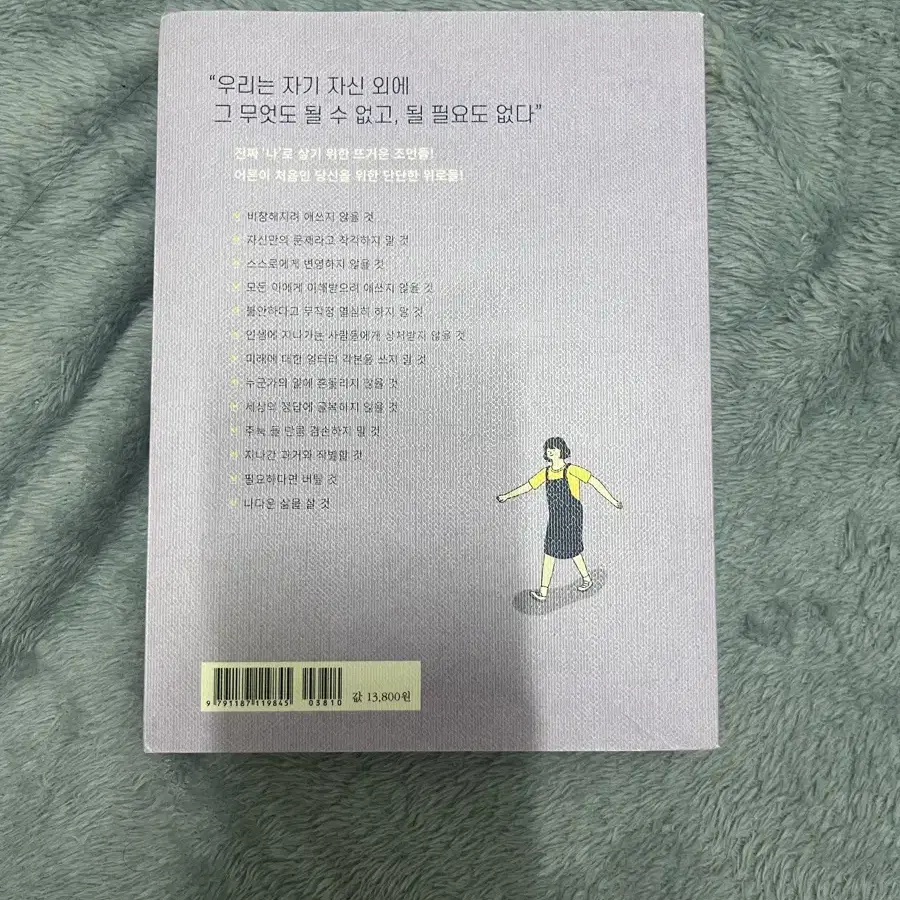 “우리는 자기 자신 외에
그 무엇도 될 수 없고, 될 필요도 없다”
진짜 ‘나’로 살기 위한 뜨거운 조언들!
어른이 처음인 당신을 위한 단단한 위로들!
비장해지려 애쓰지 않을 것
자신만의 문제라고 착각하지 말 것
스스로에게 변명하지 않을 것
모든 이에게 이해받으려 애쓰지 않을 것
불안하다고 무작정 열심히 하지 말 것
인생에 지나가는 사람들에게 상처받지 않을 것
미래에 대한 엉터리 각본을 쓰지 말 것
누군가의 말에 흔들리지 않을 것
세상의 정답에 굴복하지 않을 것
주눅 들 만큼 겸손하지 말 것
지나간 과거와 작별할 것
필요하다면 버틸 것
나다운 삶을 살 것
9 791187 119845
03810
값 13,800원